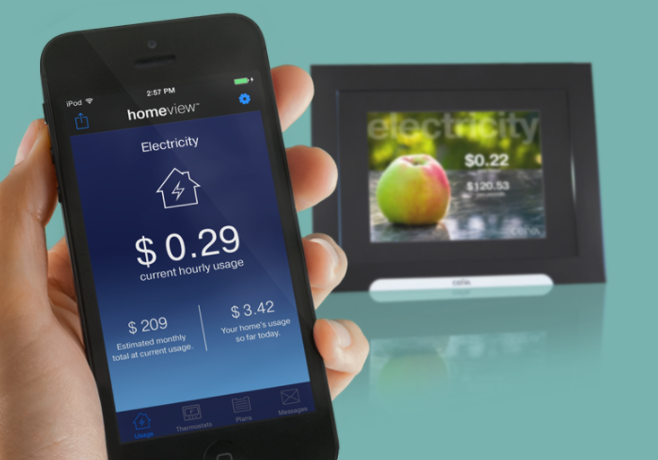 iPod
2:57 PM
homeview™
Electricity
$ 0.29
current hourly usage
$ 209
Estimated monthly
total at current usage.
$ 3.42
Your home's usage
so far today.
Usage
Thermostats
Plans
Messages
electricity
$0.22
$120.53
CEIVA